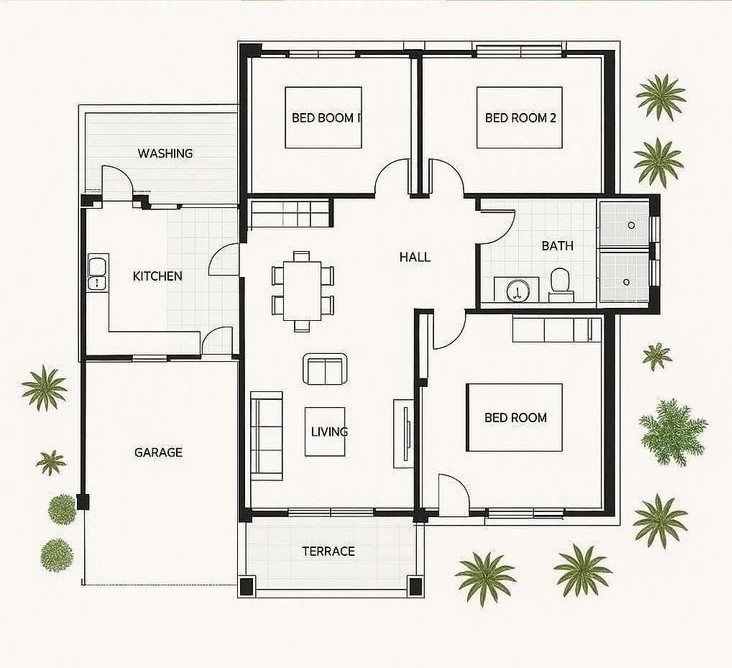 BED BOOM I
BED ROOM 2
WASHING
BATH
HALL
KITCHEN
BED ROOM
LIVING
GARAGE
TERRACE